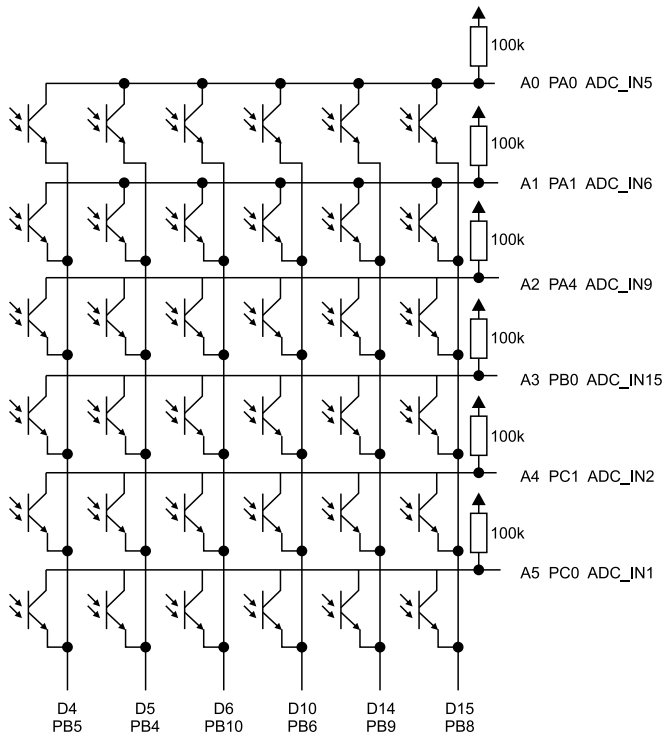 100k
A0 PA0 ADC_IN5
100k
A1 PA1 ADC_IN6
100k
A2 PA4 ADC_IN9
100k
A3 PB0 ADC_IN15
100k
A4 PC1 ADC_IN2
100k
A5 PC0 ADC_IN1
D4 D5 D6 D10 D14 D15
PB5 PB4 PB10 PB6 PB9 PB8